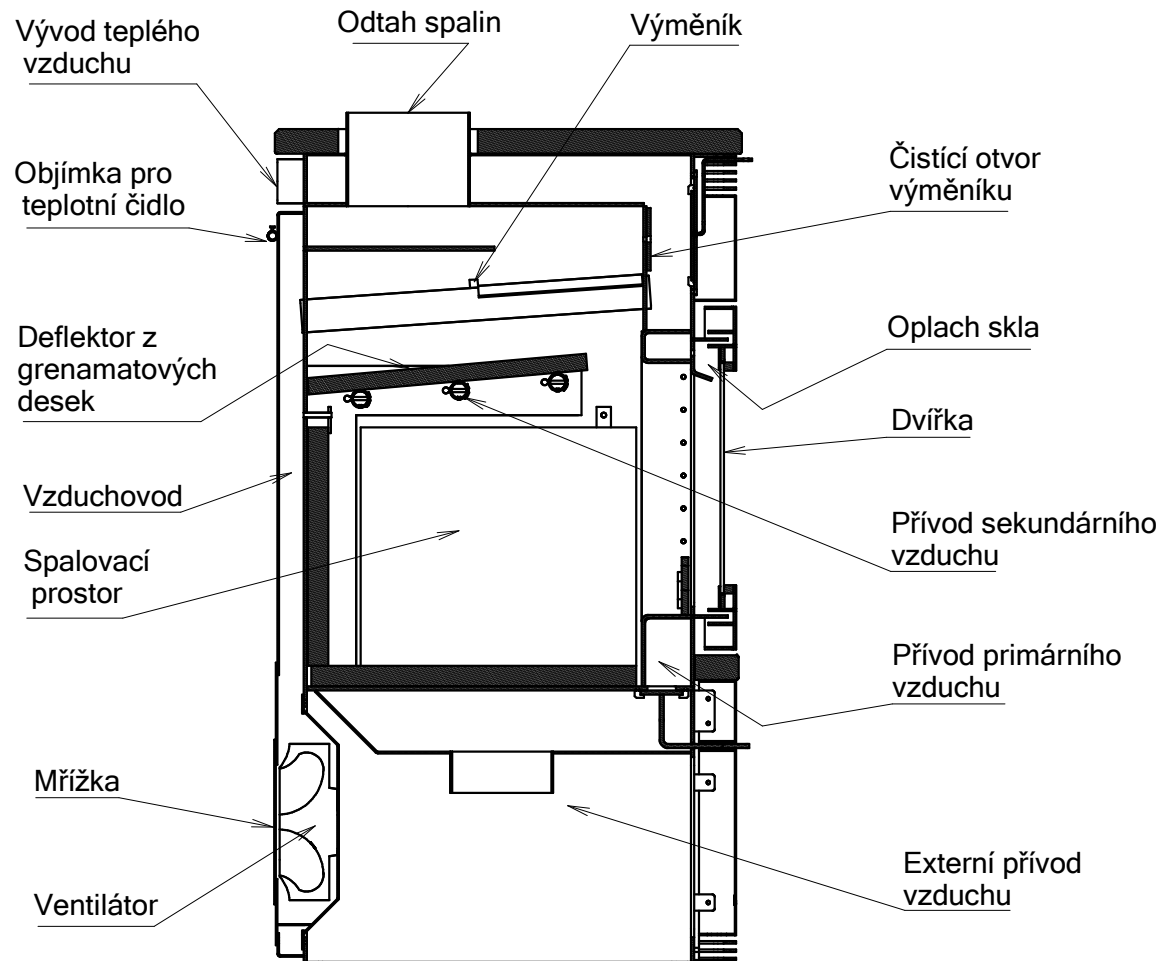 Vývod teplého
vzduchu
Odtah spalin
Výměník
Objímka pro
teplotní čidlo
Čistící otvor
výměníku
Deflektor z
grenamatových
desek
Oplach skla
Dvířka
Vzduchovod
Přívod sekundárního
vzduchu
Spalovací
prostor
Přívod primárního
vzduchu
Mřížka
Externí přívod
vzduchu
Ventilátor